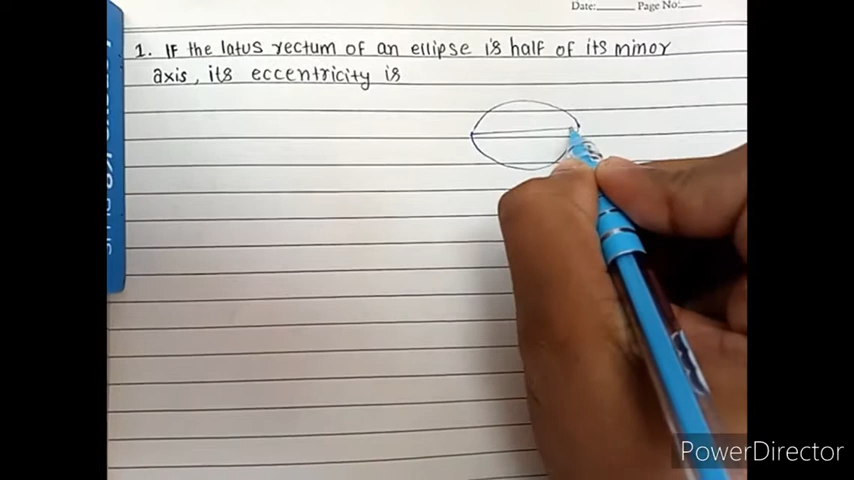 Date:______ Page No:____
1. IF the latus rectum of an ellipse is half of its minor
axis, its eccentricity is
PowerDirector